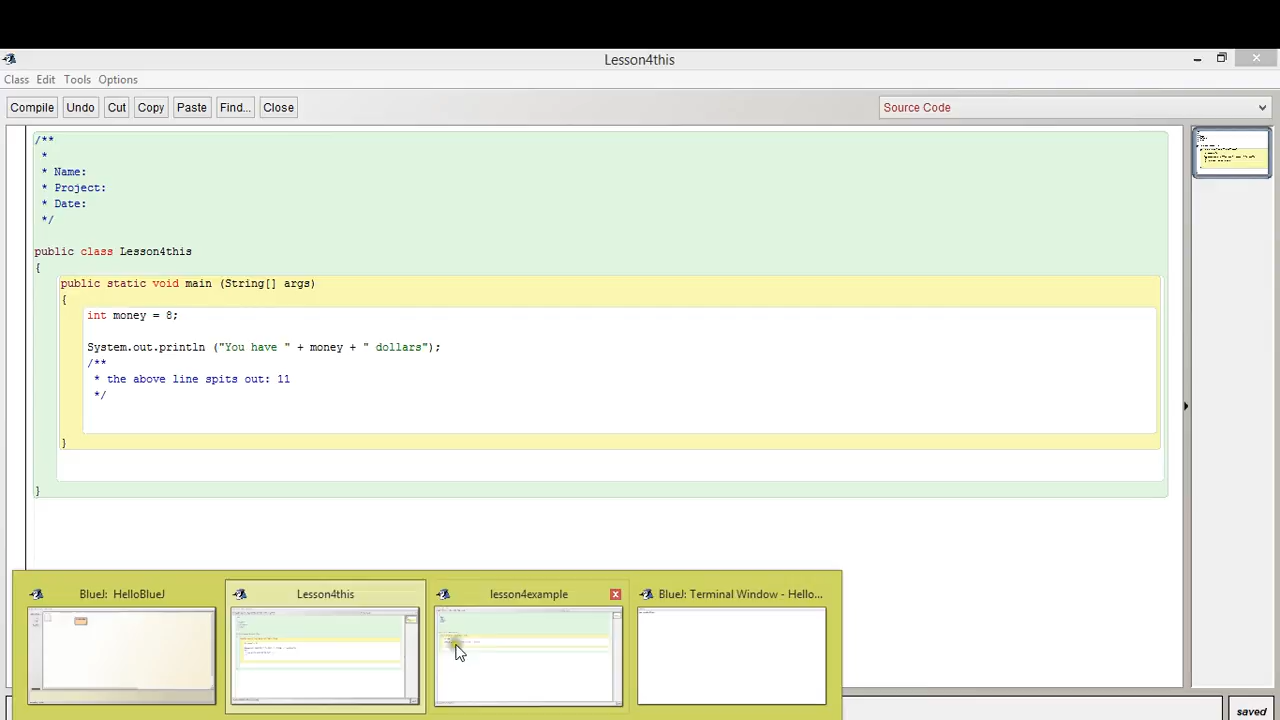 Lesson4this
Class Edit Tools Options
Compile Undo Cut Copy Paste Find... Close Source Code
/**
*
* Name:
* Project:
* Date:
*/
public class Lesson4this
{
public static void main (String[] args)
{
int money = 8;
System.out.println ("You have " + money + " dollars");
/**
* the above line spits out: 11
*/
}
}
BlueJ: HelloBlueJ Lesson4this lesson4example BlueJ: Terminal Window - Hello...
saved